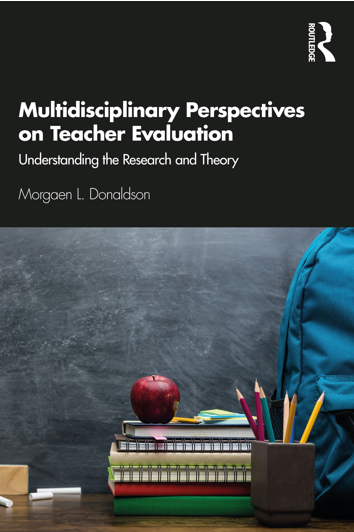 ROUTLEDGE
Multidisciplinary Perspectives
on Teacher Evaluation
Understanding the Research and Theory
Morgaen L. Donaldson